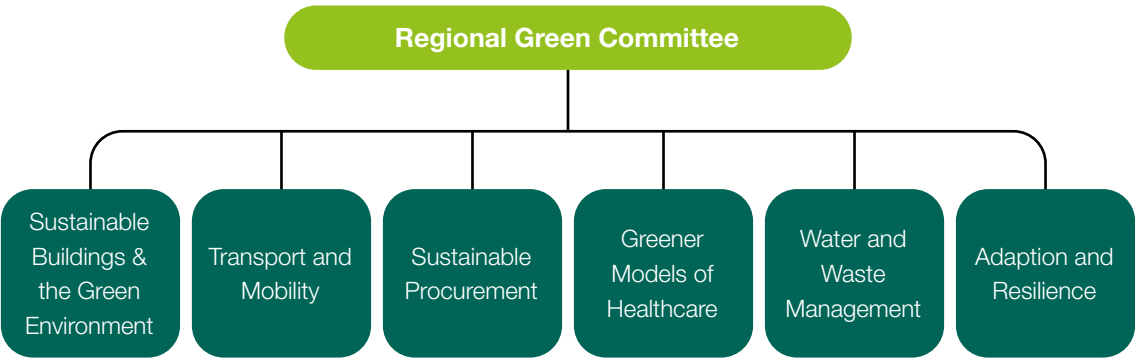 Regional Green Committee
Sustainable
Buildings &
the Green
Environment
Transport and
Mobility
Sustainable
Procurement
Greener
Models of
Healthcare
Water and
Waste
Management
Adaption and
Resilience